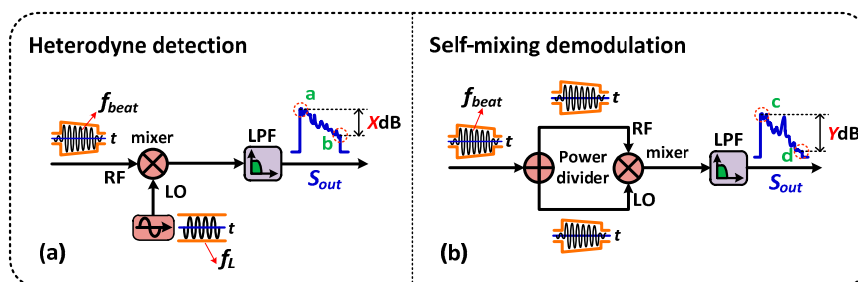 Heterodyne detection
f_beat
t
mixer
RF
LO
LPF
a
b
XdB
S_out
t
f_L
(a)
Self-mixing demodulation
f_beat
t
t
RF
Power
divider
mixer
LO
t
LPF
c
d
YdB
S_out
(b)